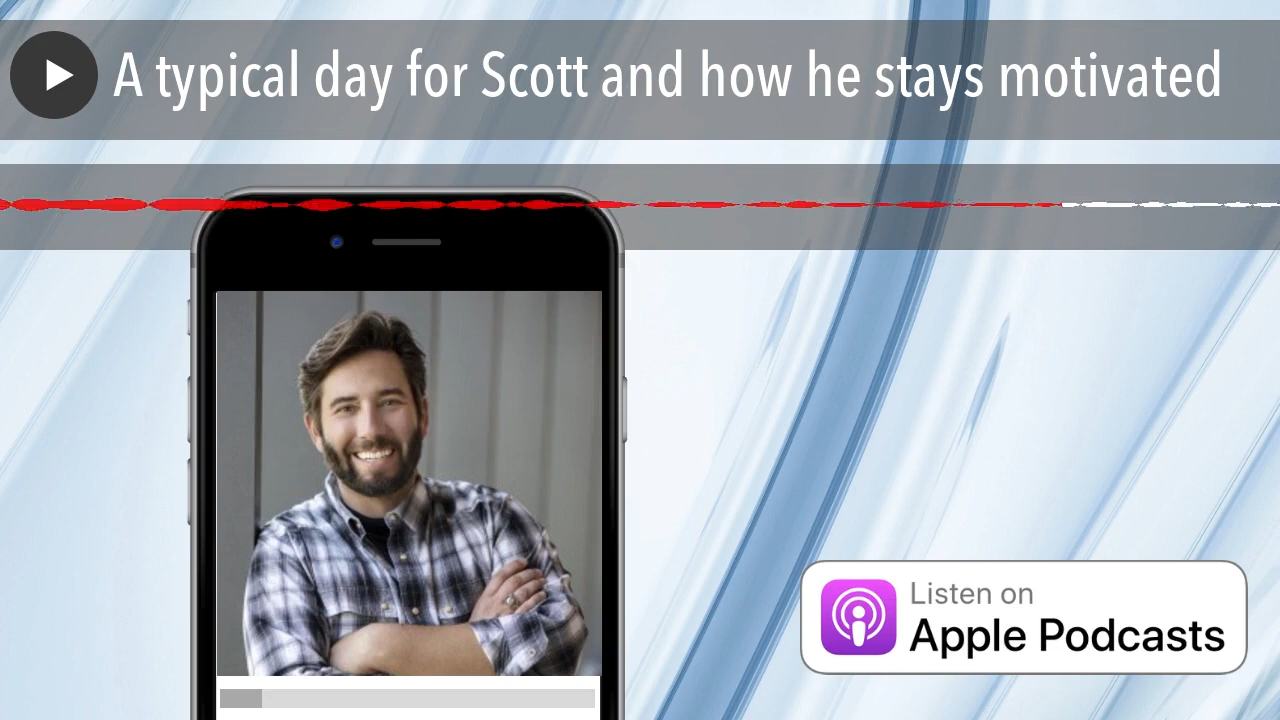 A typical day for Scott and how he stays motivated
Listen on
Apple Podcasts